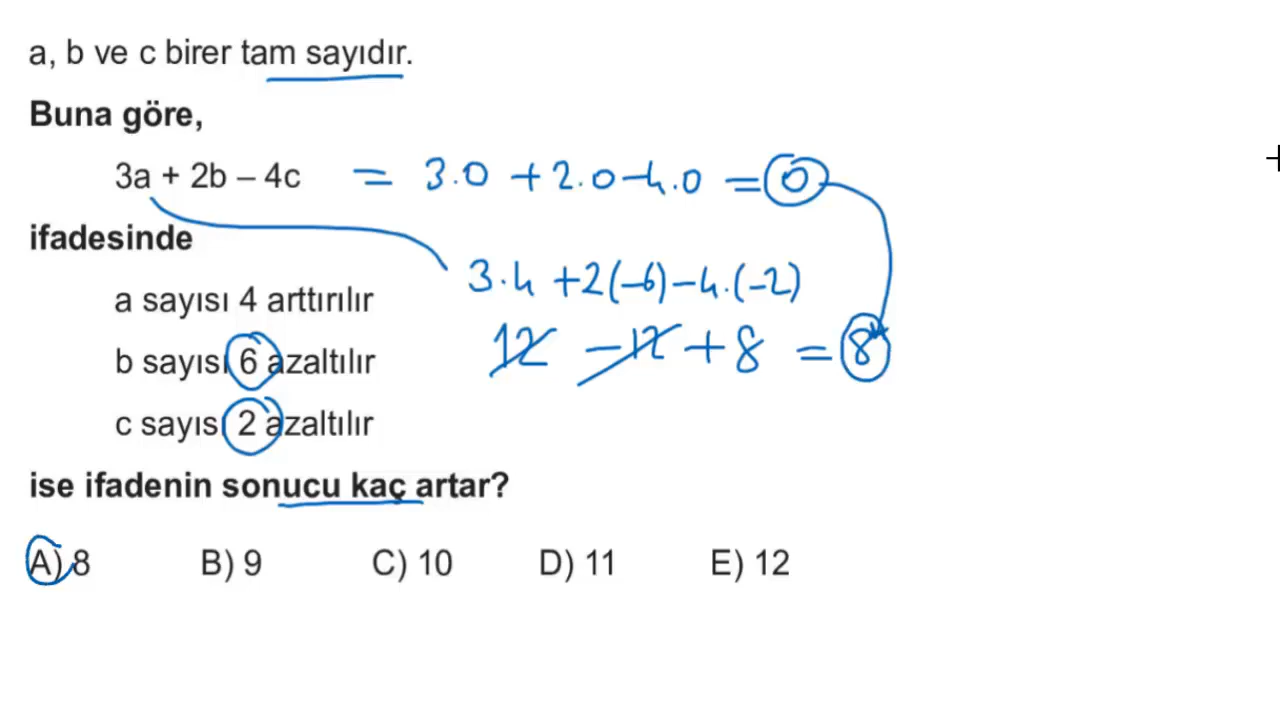 a, b ve c birer tam sayıdır.
Buna göre,
3a + 2b – 4c = 3.0 + 2.0 - 4.0 = 0
ifadesinde
3.4 + 2(-6) - 4.(-2)
a sayısı 4 arttırılır
12 - 12 + 8 = 8
b sayısı 6 azaltılır
c sayısı 2 azaltılır
ise ifadenin sonucu kaç artar?
A) 8 B) 9 C) 10 D) 11 E) 12